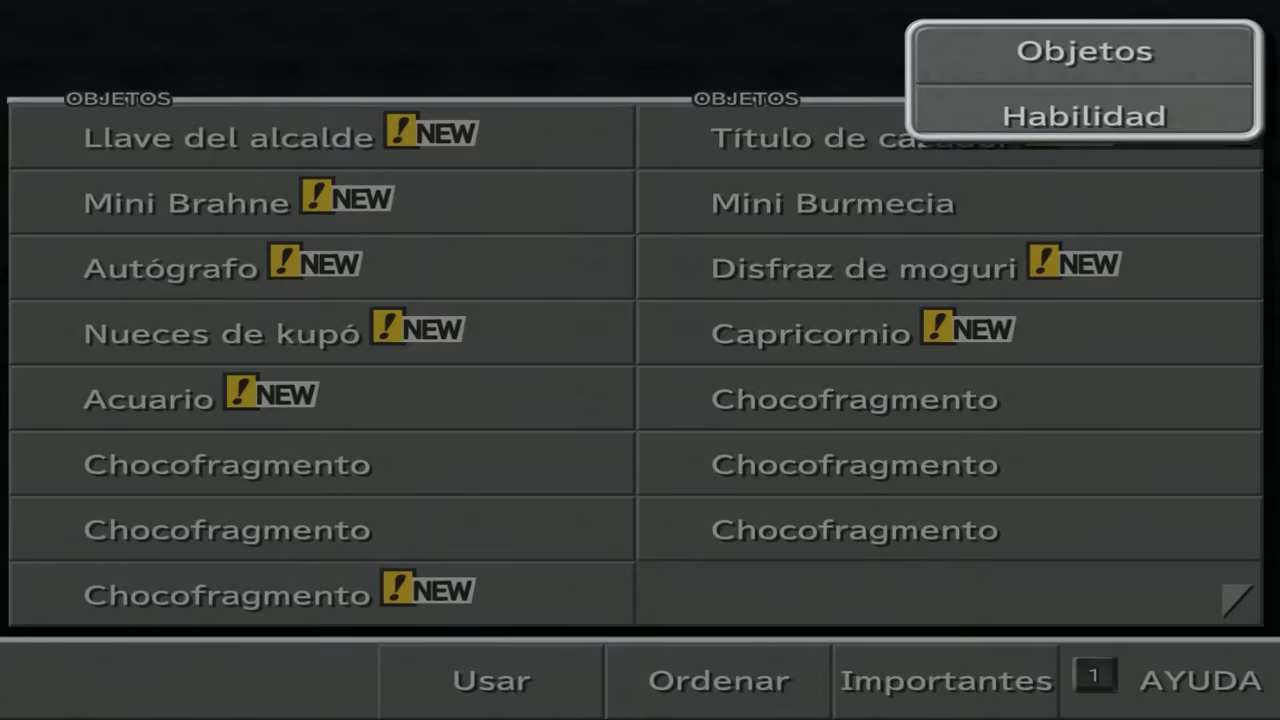 Objetos
Habilidad
OBJETOS
OBJETOS
Llave del alcalde ! NEW
Título de cazador
Mini Brahne ! NEW
Mini Burmecia
Autógrafo ! NEW
Disfraz de moguri ! NEW
Nueces de kupó ! NEW
Capricornio ! NEW
Acuario ! NEW
Chocofragmento
Chocofragmento
Chocofragmento
Chocofragmento
Chocofragmento
Chocofragmento ! NEW
Usar
Ordenar
Importantes
1 AYUDA